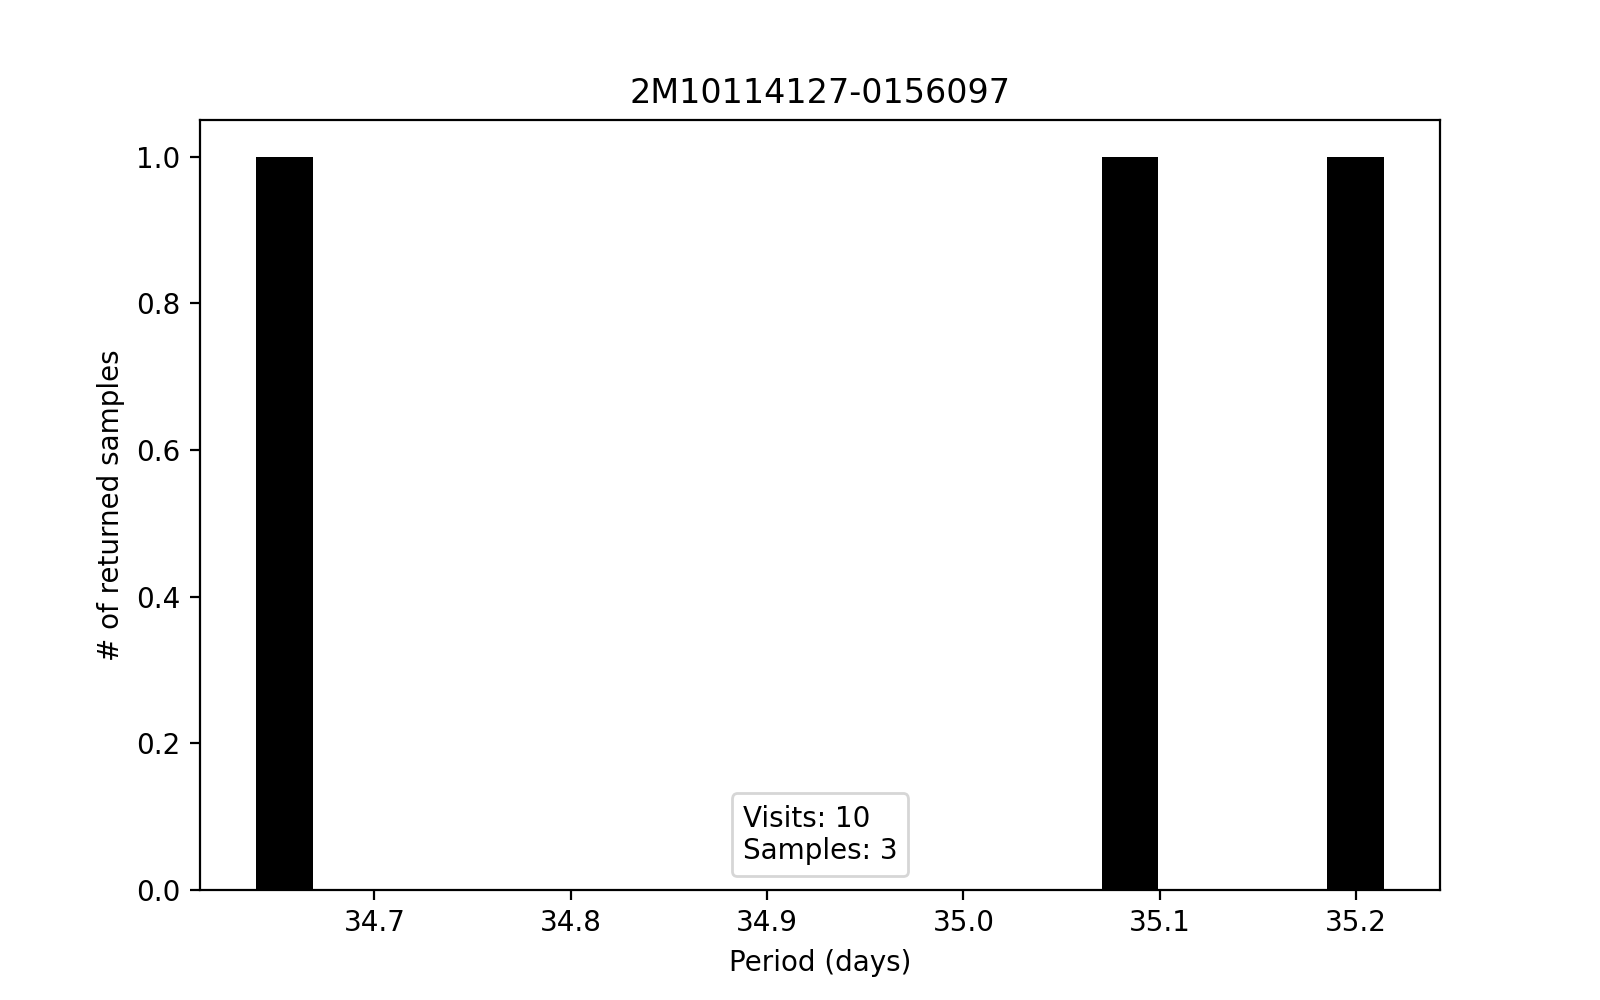 2M10114127-0156097
1.0
0.8
0.6
0.4
0.2
0.0
# of returned samples
Visits: 10
Samples: 3
34.7 34.8 34.9 35.0 35.1 35.2
Period (days)